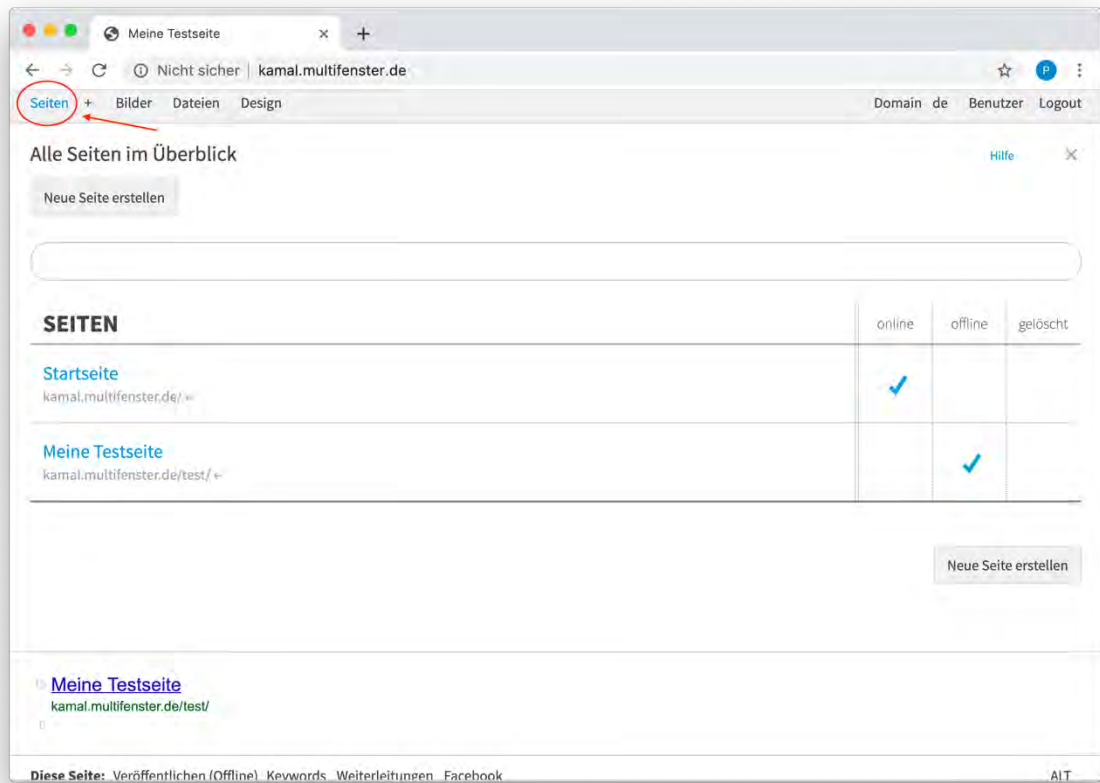 Meine Testseite
Nicht sicher | kamal.multifenster.de P
Seiten + Bilder Dateien Design Domain de Benutzer Logout
Alle Seiten im Überblick Hilfe
Neue Seite erstellen
SEITEN online offline gelöscht
Startseite
kamal.multifenster.de/ ←
Meine Testseite
kamal.multifenster.de/test/ ←
Neue Seite erstellen
Meine Testseite
kamal.multifenster.de/test/
Diese Seite: Veröffentlichen (Offline) Keywords Weiterleitungen Facebook ALT